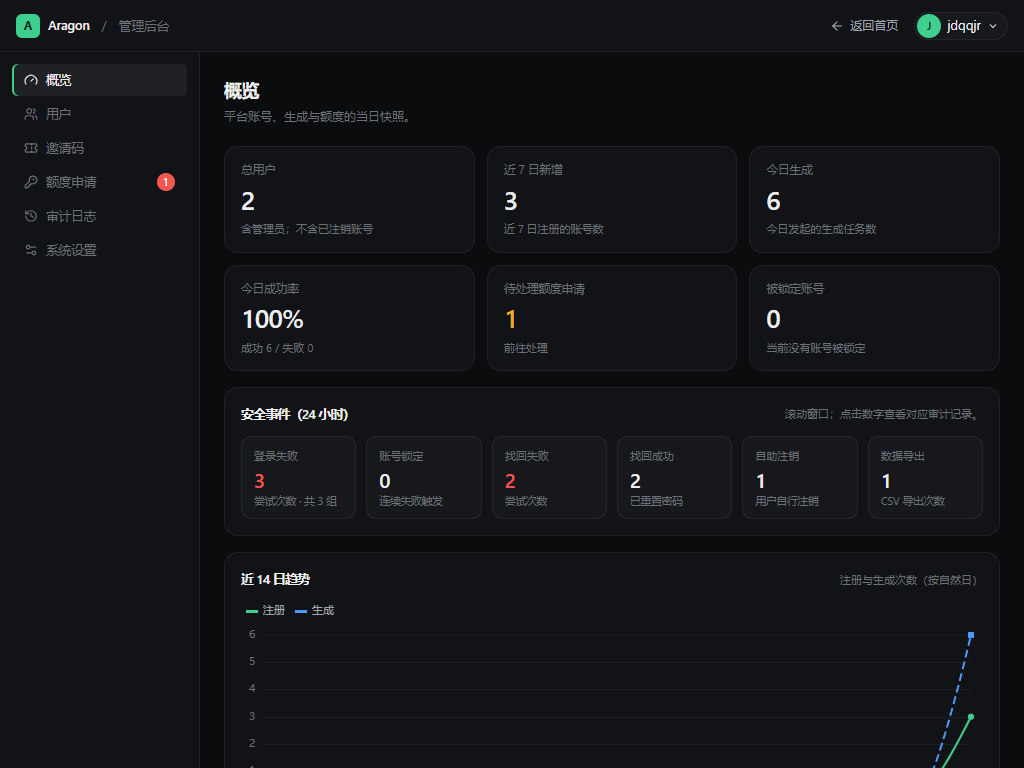 A Aragon / 管理后台
返回首页 J jdqqjr
概览
用户
邀请码
额度申请 1
审计日志
系统设置
概览
平台账号、生成与额度的当日快照。
总用户
2
含管理员；不含已注销账号
近 7 日新增
3
近 7 日注册的账号数
今日生成
6
今日发起的生成任务数
今日成功率
100%
成功 6 / 失败 0
待处理额度申请
1
前往处理
被锁定账号
0
当前没有账号被锁定
安全事件（24 小时）
滚动窗口；点击数字查看对应审计记录。
登录失败
3
尝试次数 · 共 3 组
账号锁定
0
连续失败触发
找回失败
2
尝试次数
找回成功
2
已重置密码
自助注销
1
用户自行注销
数据导出
1
CSV 导出次数
近 14 日趋势
注册与生成次数（按自然日）
注册 生成
6
5
4
3
2